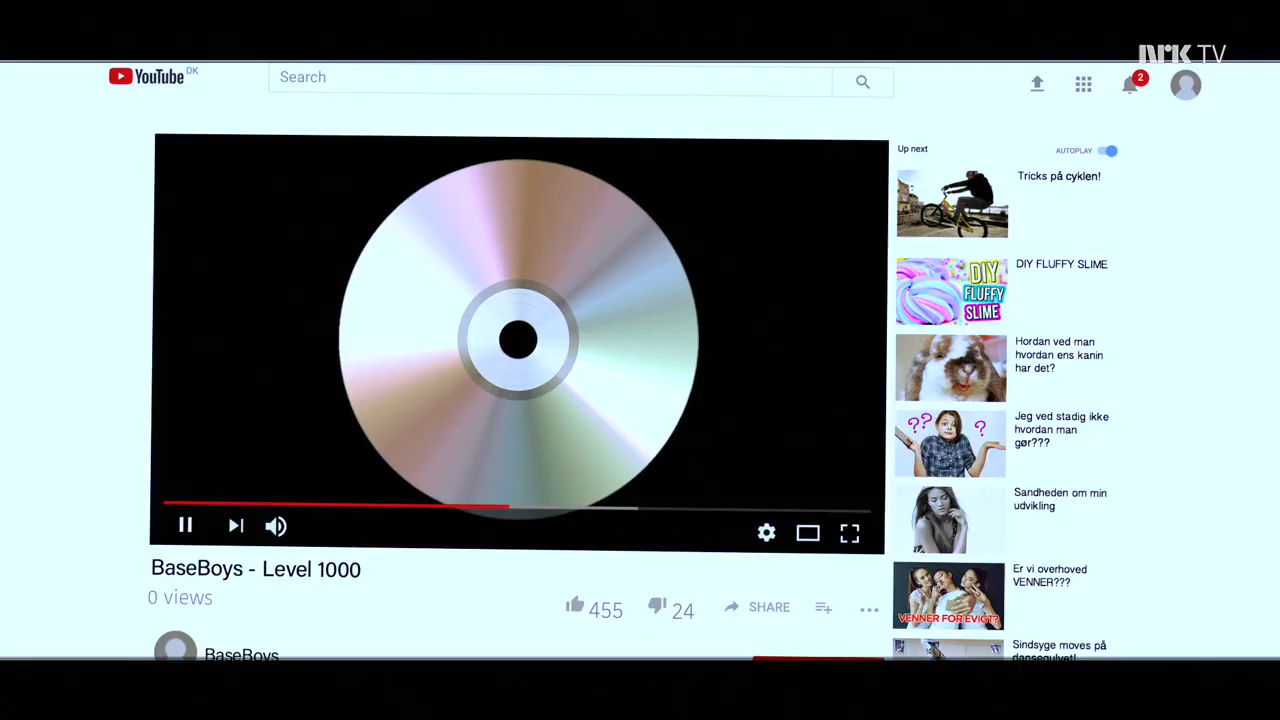 NRK TV
YouTube DK
Search
2
Up next
AUTOPLAY
Tricks på cyklen!
DIY
FLUFFY
SLIME
DIY FLUFFY SLIME
Hordan ved man
hvordan ens kanin
har det?
?? ?
Jeg ved stadig ikke
hvordan man
gør???
Sandheden om min
udvikling
VENNER FOR EVIGT?
Er vi overhoved
VENNER???
Sindsyge moves på
dansegulvet!
BaseBoys - Level 1000
0 views
455
24
SHARE
BaseBoys